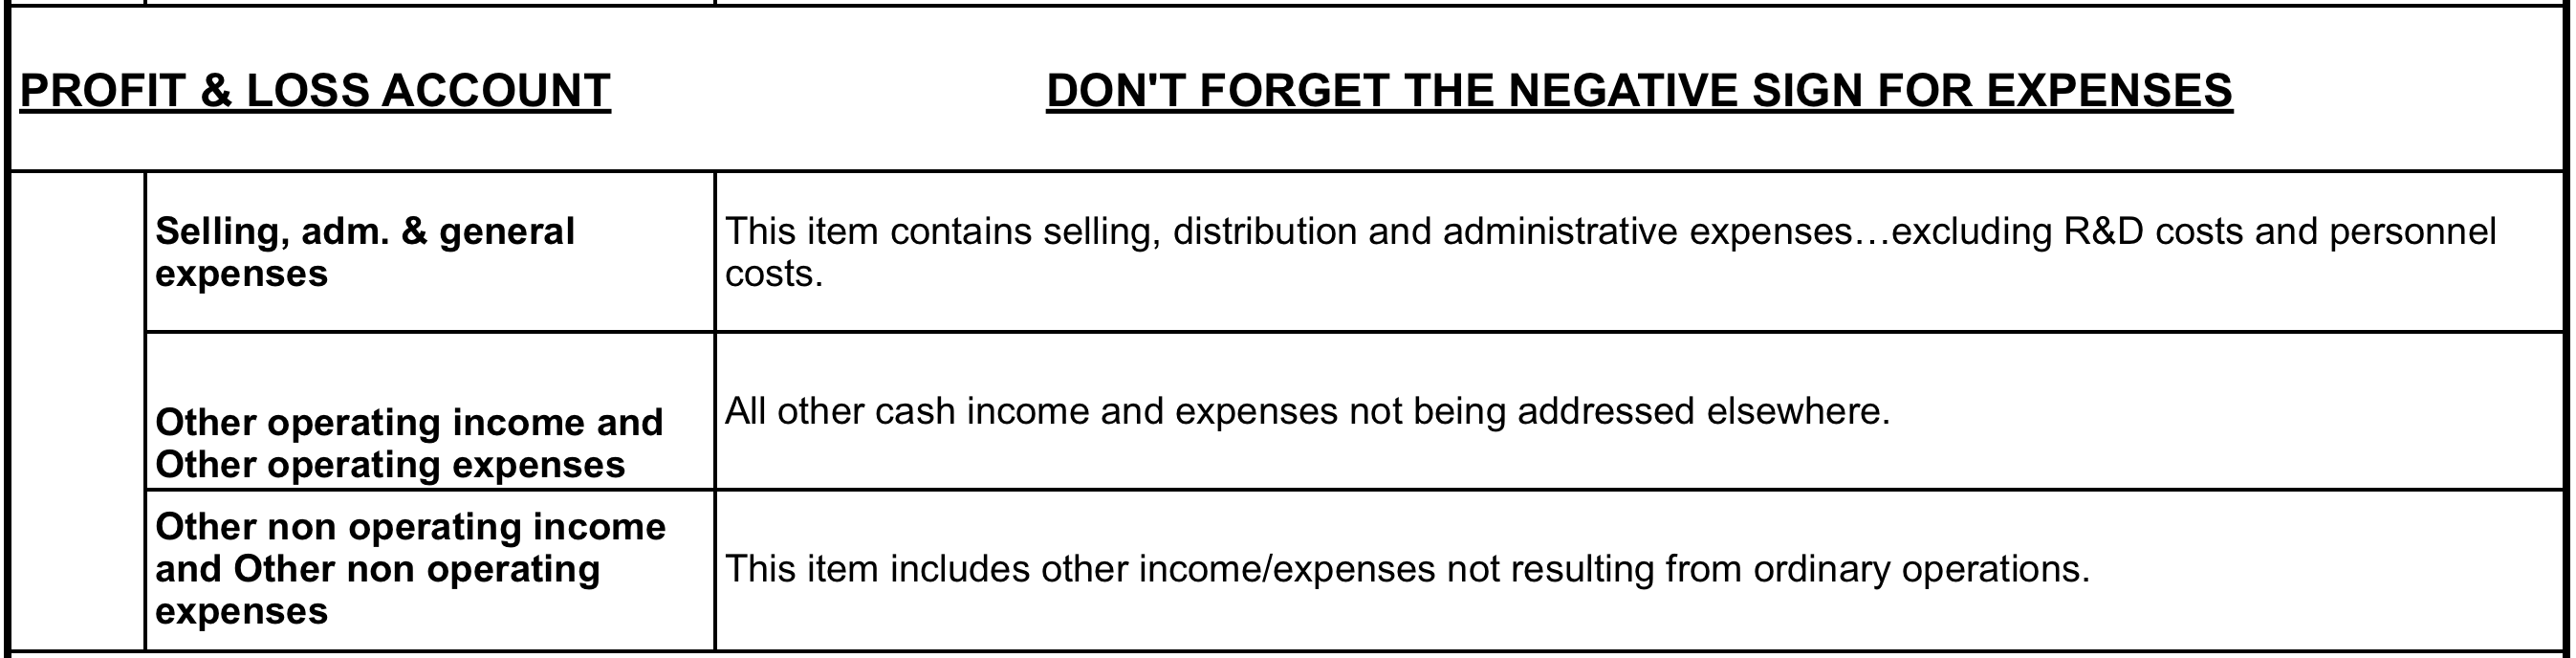 PROFIT & LOSS ACCOUNT DON'T FORGET THE NEGATIVE SIGN FOR EXPENSES
Selling, adm. & general
expenses
This item contains selling, distribution and administrative expenses…excluding R&D costs and personnel
costs.
Other operating income and
Other operating expenses
All other cash income and expenses not being addressed elsewhere.
Other non operating income
and Other non operating
expenses
This item includes other income/expenses not resulting from ordinary operations.